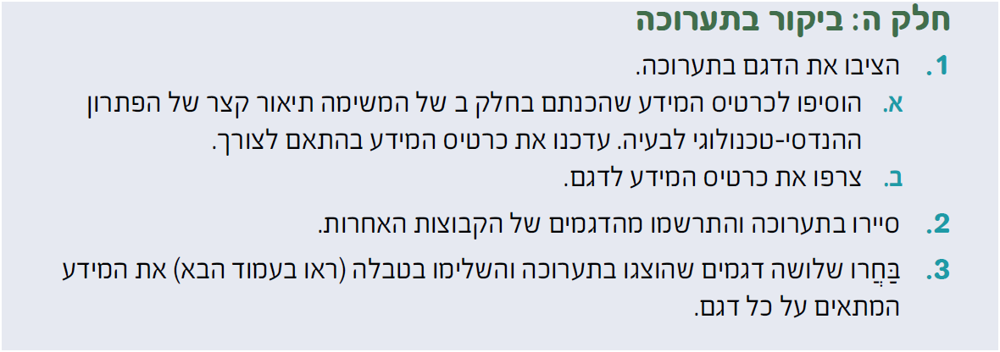 חלק ה: ביקור בתערוכה
1. הציבו את הדגם בתערוכה.
א. הוסיפו לכרטיס המידע שהכנתם בחלק ב של המשימה תיאור קצר של הפתרון
ההנדסי-טכנולוגי לבעיה. עדכנו את כרטיס המידע בהתאם לצורך.
ב. צרפו את כרטיס המידע לדגם.
2. סיירו בתערוכה והתרשמו מהדגמים של הקבוצות האחרות.
3. בַּחֲרו שלושה דגמים שהוצגו בתערוכה והשלימו בטבלה (ראו בעמוד הבא) את המידע
המתאים על כל דגם.